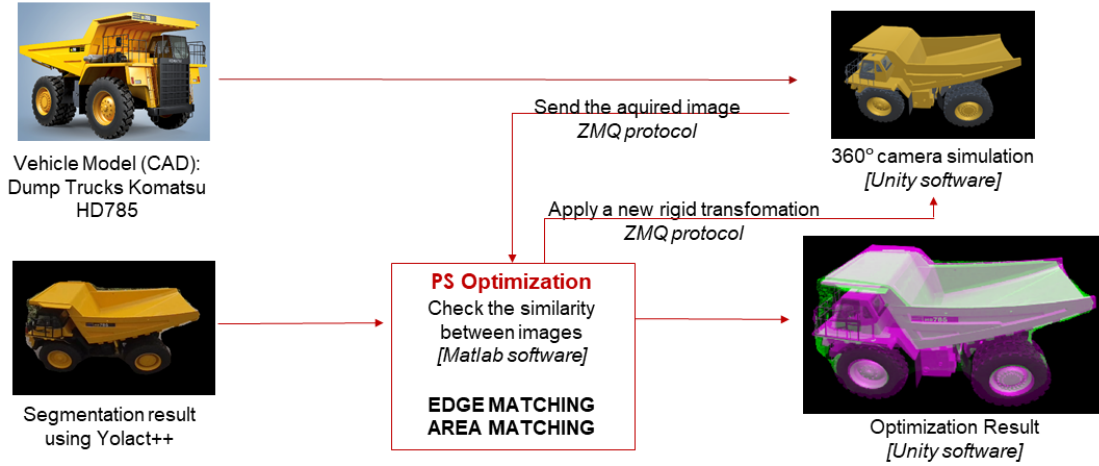 Send the aquired image
ZMQ protocol
Vehicle Model (CAD):
Dump Trucks Komatsu
HD785
360° camera simulation
[Unity software]
Apply a new rigid transfomation
ZMQ protocol
PS Optimization
Check the similarity
between images
[Matlab software]
EDGE MATCHING
AREA MATCHING
Segmentation result
using Yolact++
Optimization Result
[Unity software]